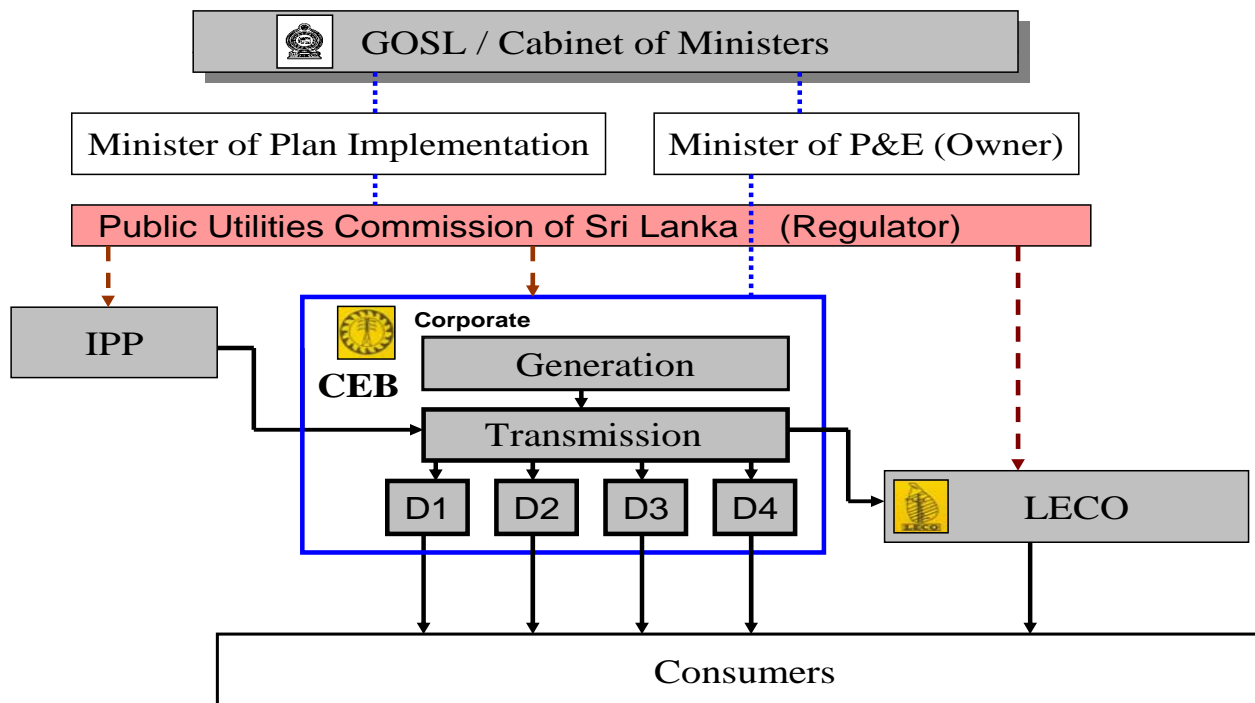 GOSL / Cabinet of Ministers
Minister of Plan Implementation
Minister of P&E (Owner)
Public Utilities Commission of Sri Lanka (Regulator)
IPP
Corporate
CEB
Generation
Transmission
D1
D2
D3
D4
LECO
LECO
Consumers